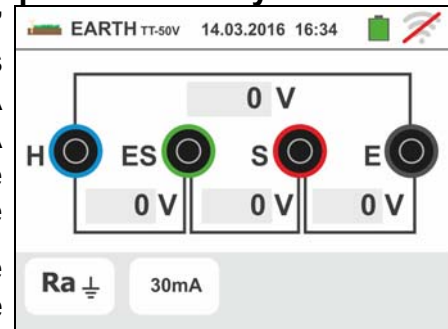 EARTH TT-50V 14.03.2016 16:34
0 V
H ES S E
0 V 0 V 0 V
Ra 30mA